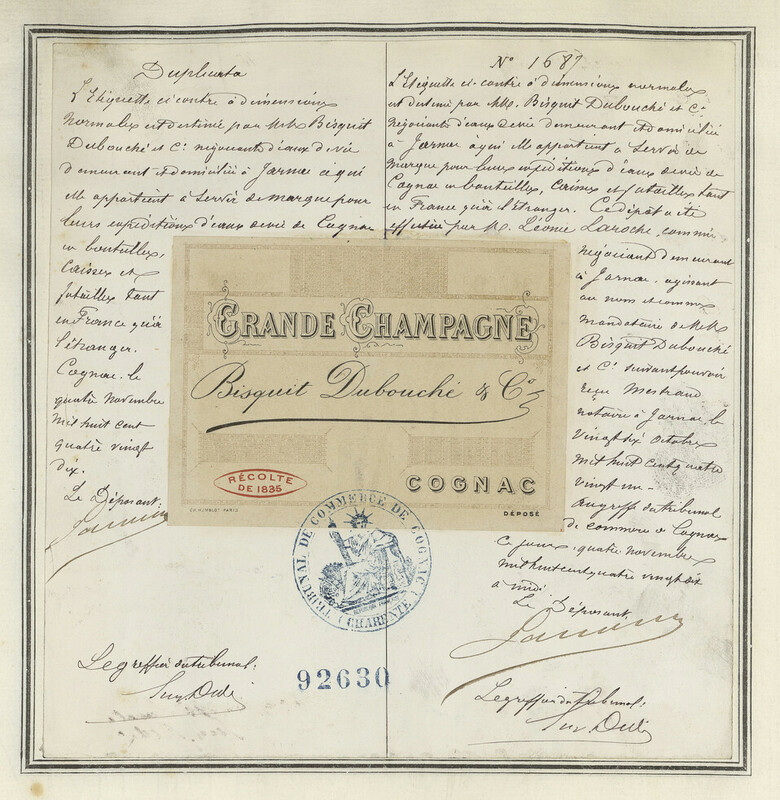 Duplicata
L'Etiquette ci contre à dimensions
normales est destinée par MM. Bisquit
Dubouché et Cie négociants d'eaux de vie
demeurant et domiciliés à Jarnac à qui
elle appartient à servir de marque pour
leurs expéditions d'eaux de vie de Cognac
en bouteilles,
Caisses et
futailles tant
en France qu'à
l'étranger.
Cognac, le
quatre Novembre
Mil huit cent
quatre vingt
dix.
Le Déposant,
Le greffier du tribunal:
No 1687
L'Etiquette ci-contre à dimensions normales
est destinée par MM. Bisquit Dubouché et Cie
Négociants d'eaux de vie demeurant et domiciliés
à Jarnac à qui elle appartient à servir de
Marque pour leurs expéditions d'eaux de vie de
Cognac en bouteilles, Caisses et futailles tant
en France qu'à l'étranger. Ce dépôt a été
effectué par M. Léonce Laroche, commis
négociant demeurant
à Jarnac, agissant
au nom et comme
Mandataire de MM.
Bisquit Dubouché
et Cie suivant pouvoir
reçu Mestreau
notaire à Jarnac le
Vingt six octobre
Mil huit cent quatre
vingt un.
Au greffe du tribunal
de commerce de Cognac
Ce jour, quatre Novembre
Mil huit cent quatre vingt dix
à midi
Le Déposant,
Le greffier du Tribunal:
GRANDE CHAMPAGNE
Bisquit Dubouché & Co
RÉCOLTE
DE 1835
COGNAC
CH. HUMBLOT. PARIS
DÉPOSÉ
TRIBUNAL DE COMMERCE DE COGNAC
(CHARENTE)
92630